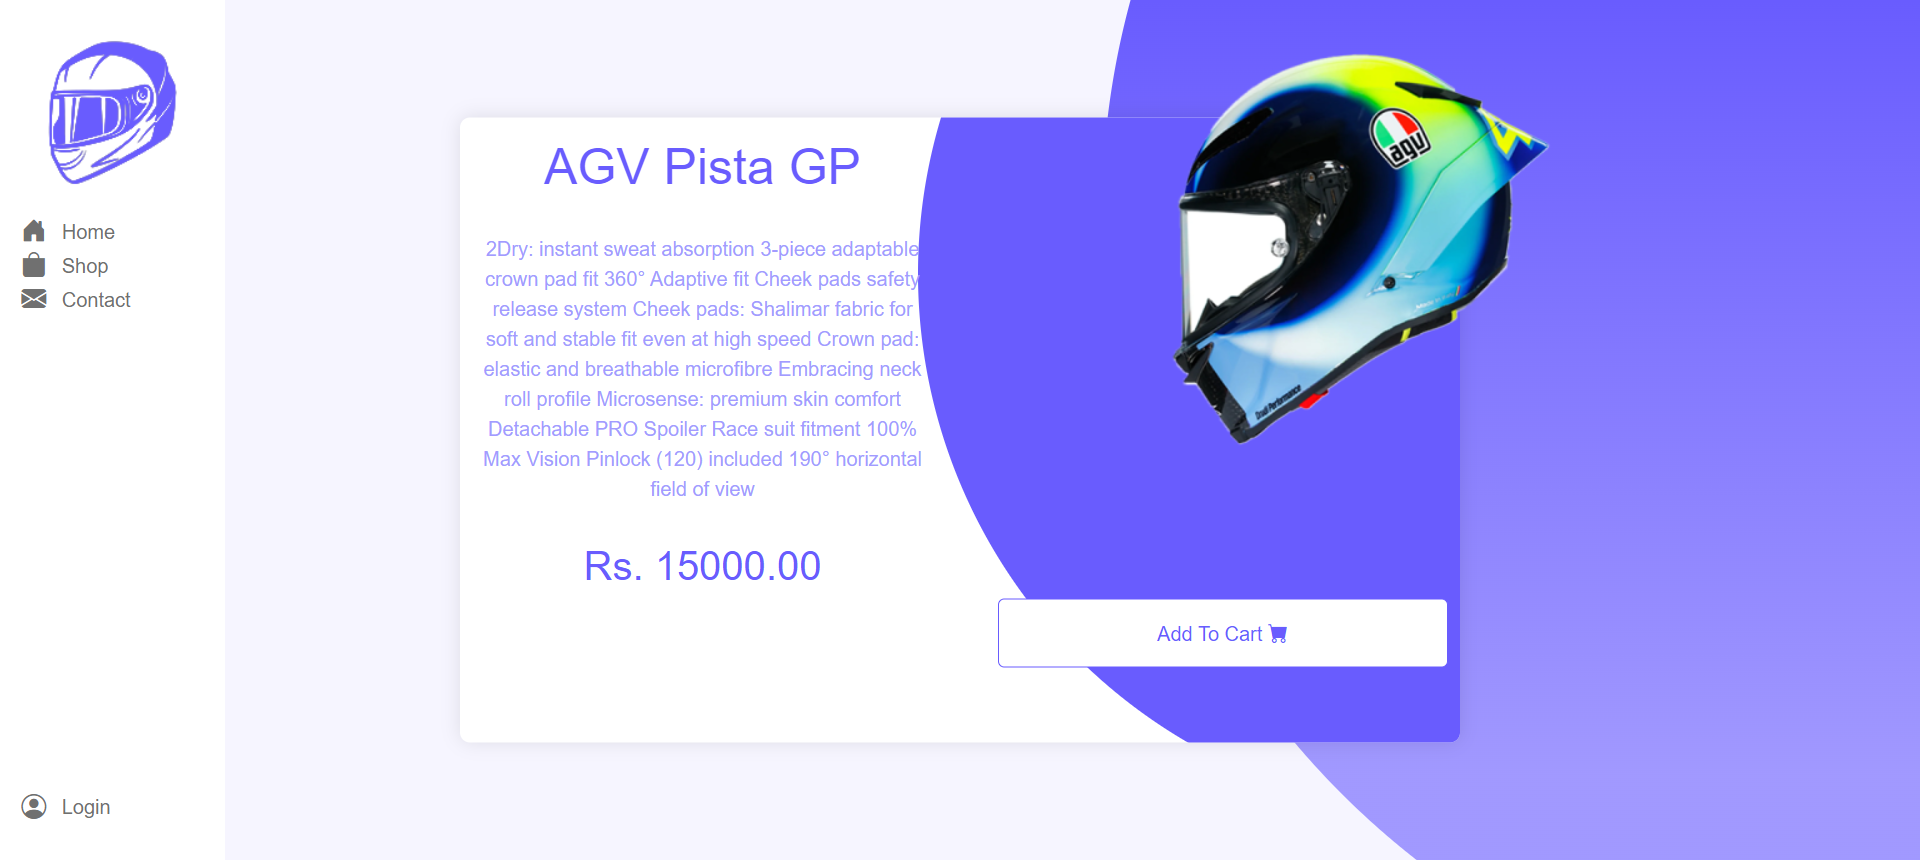 Home
Shop
Contact
Login
AGV Pista GP
2Dry: instant sweat absorption 3-piece adaptable
crown pad fit 360° Adaptive fit Cheek pads safety
release system Cheek pads: Shalimar fabric for
soft and stable fit even at high speed Crown pad:
elastic and breathable microfibre Embracing neck
roll profile Microsense: premium skin comfort
Detachable PRO Spoiler Race suit fitment 100%
Max Vision Pinlock (120) included 190° horizontal
field of view
Rs. 15000.00
agv
Drudi Performance
Add To Cart